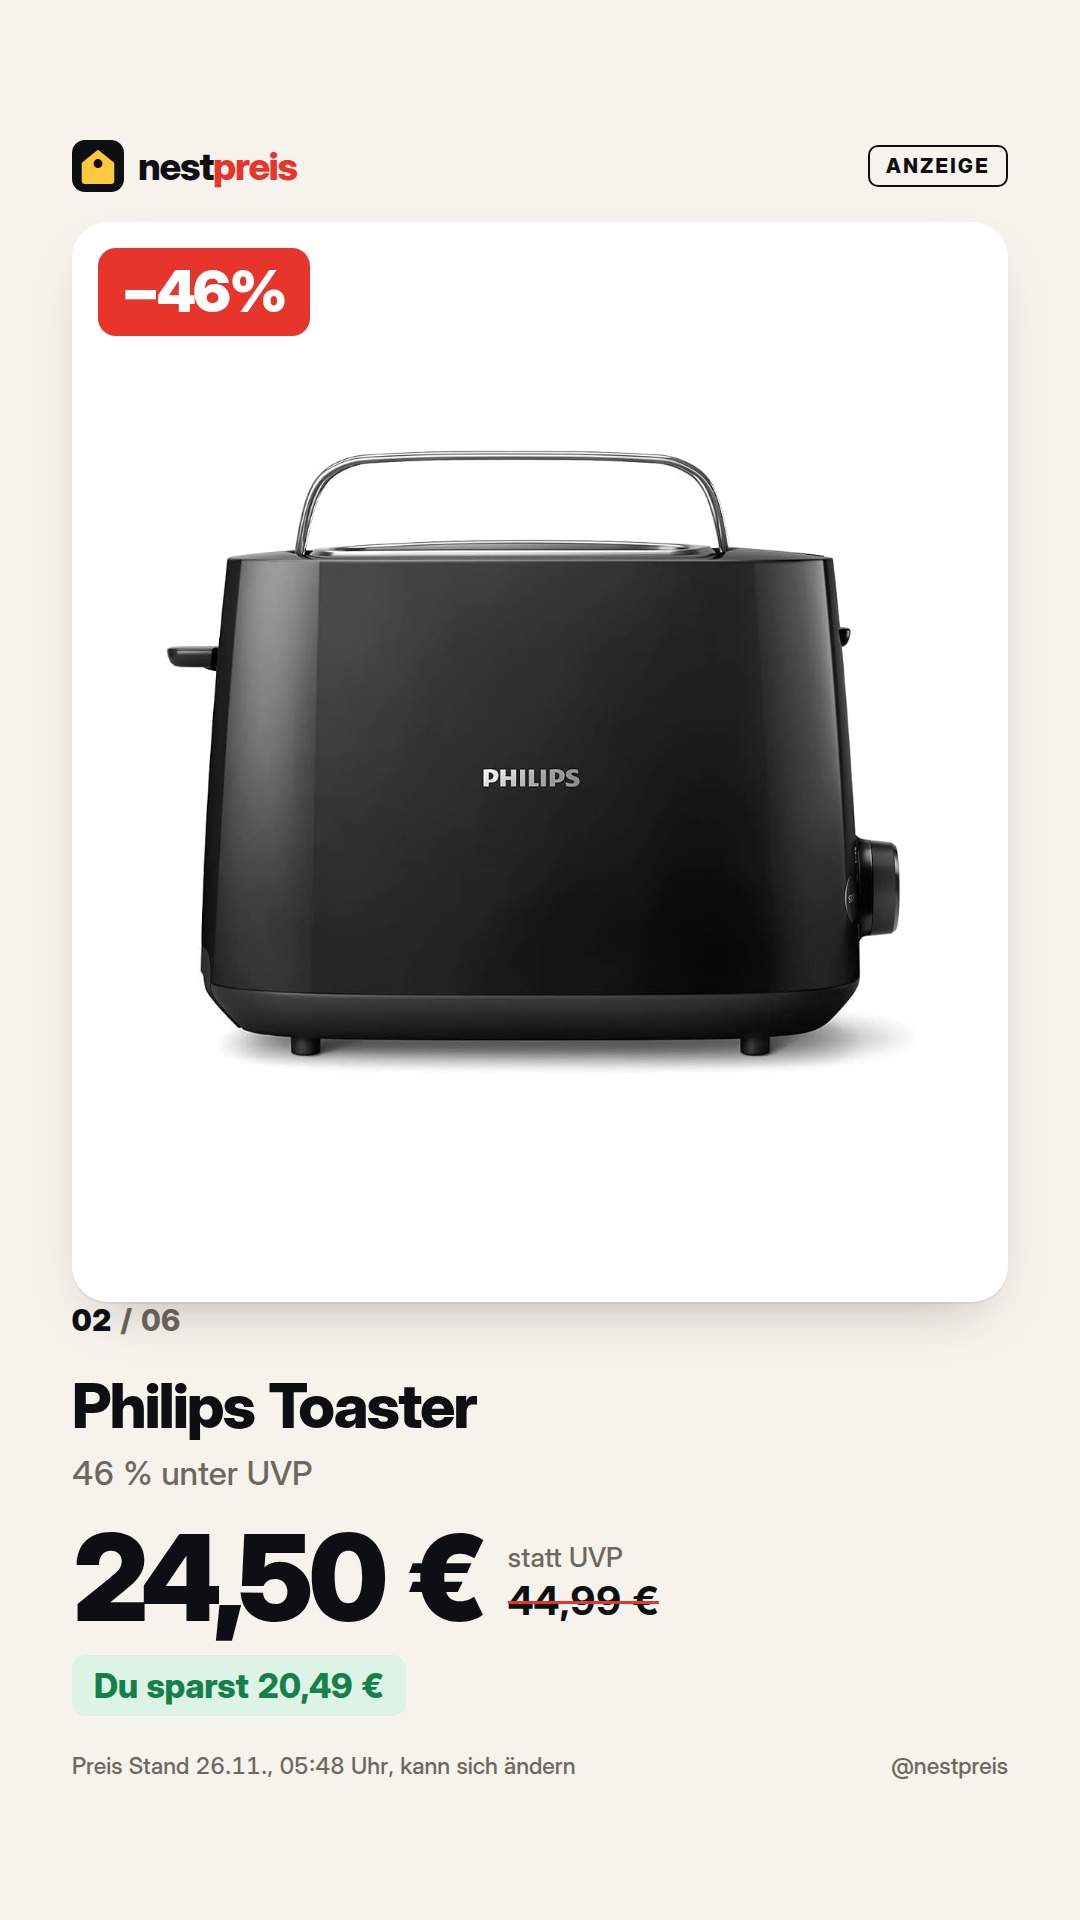 nestpreis
ANZEIGE
–46%
PHILIPS
02 / 06
Philips Toaster
46 % unter UVP
24,50 €
statt UVP
44,99 €
Du sparst 20,49 €
Preis Stand 26.11., 05:48 Uhr, kann sich ändern
@nestpreis